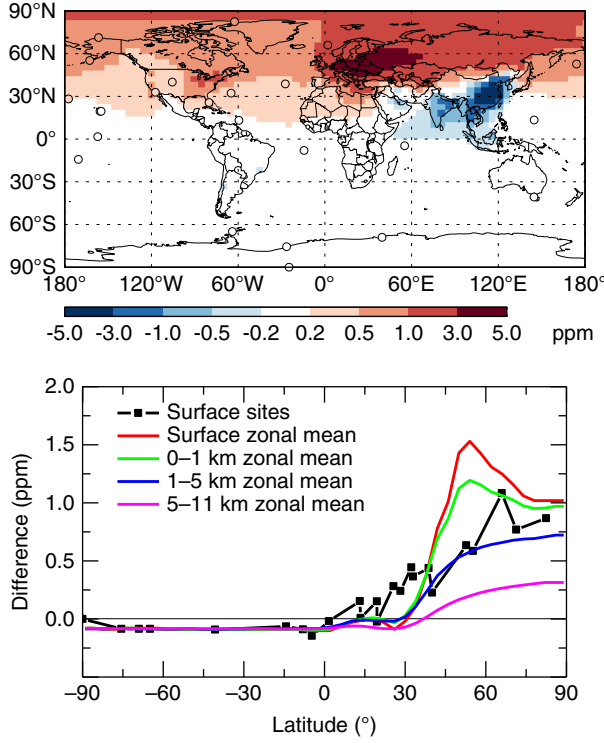 90°N
60°N
30°N
0°
30°S
60°S
90°S
180° 120°W 60°W 0° 60°E 120°E 180°
-5.0 -3.0 -1.0 -0.5 -0.2 0.2 0.5 1.0 3.0 5.0 ppm
2.0
1.5
1.0
0.5
0.0
Difference (ppm)
Surface sites
Surface zonal mean
0–1 km zonal mean
1–5 km zonal mean
5–11 km zonal mean
–90 –60 –30 0 30 60 90
Latitude (°)